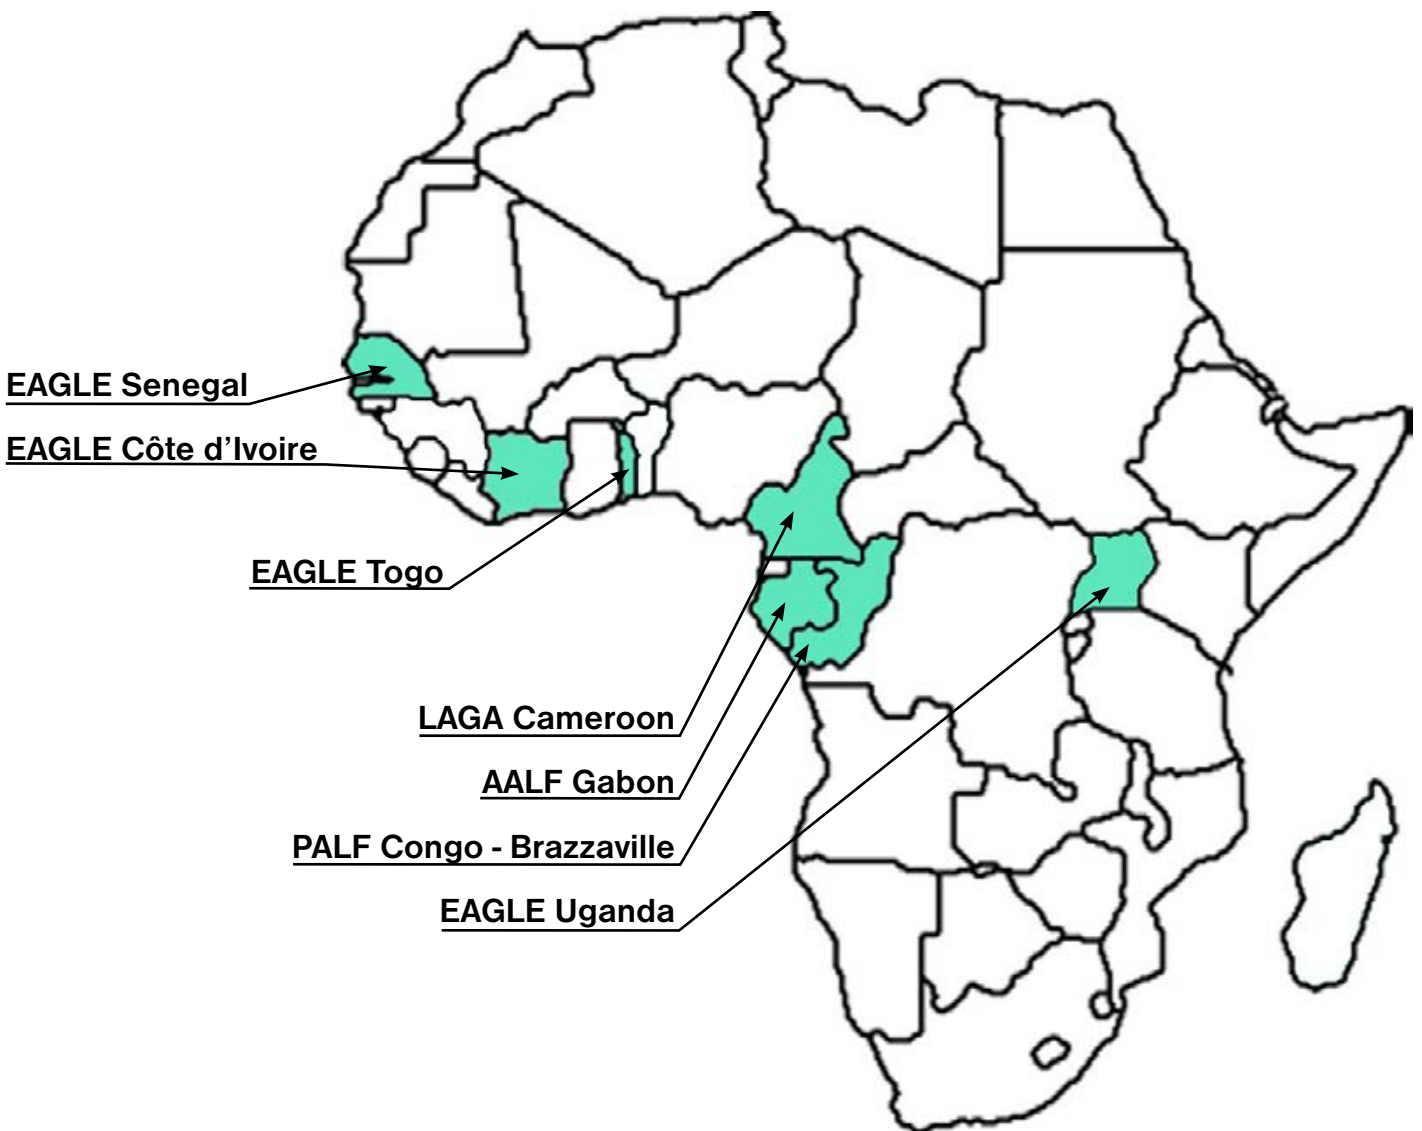 EAGLE Senegal
EAGLE Côte d’Ivoire
EAGLE Togo
LAGA Cameroon
AALF Gabon
PALF Congo - Brazzaville
EAGLE Uganda